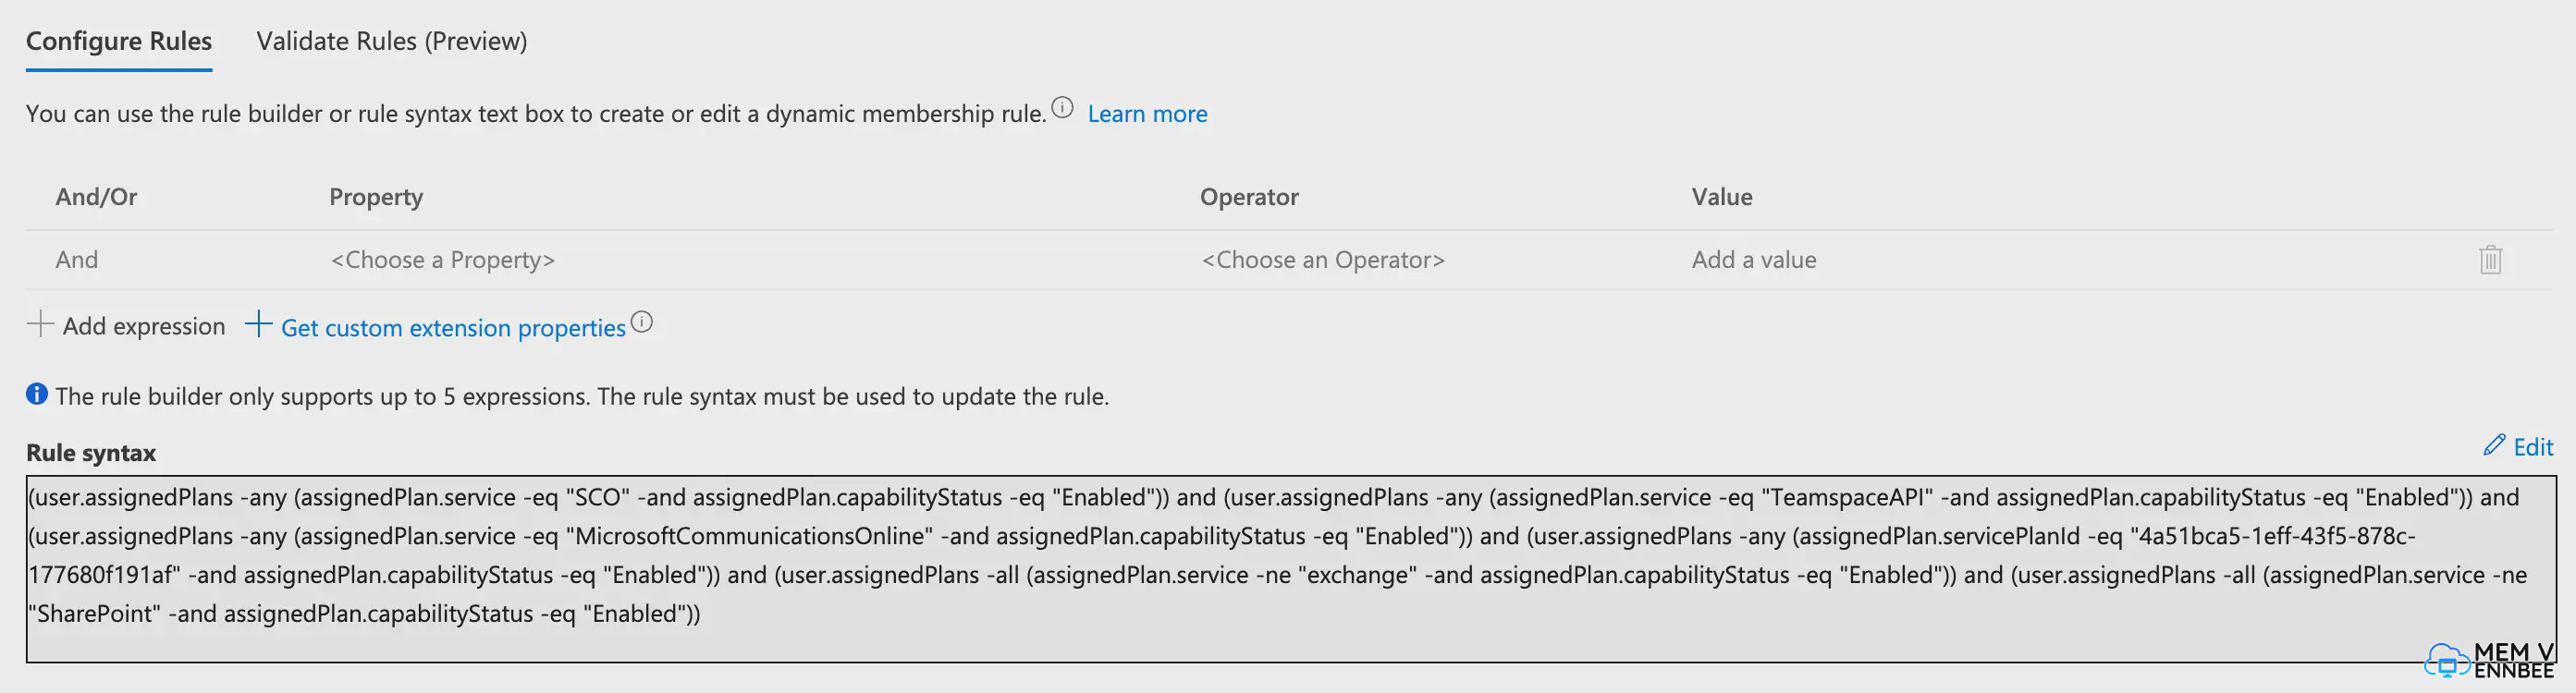 Configure Rules Validate Rules (Preview)
You can use the rule builder or rule syntax text box to create or edit a dynamic membership rule. Learn more
And/Or Property Operator Value
And <Choose a Property> <Choose an Operator> Add a value
Add expression Get custom extension properties
The rule builder only supports up to 5 expressions. The rule syntax must be used to update the rule.
Rule syntax Edit
(user.assignedPlans -any (assignedPlan.service -eq "SCO" -and assignedPlan.capabilityStatus -eq "Enabled")) and (user.assignedPlans -any (assignedPlan.service -eq "TeamspaceAPI" -and assignedPlan.capabilityStatus -eq "Enabled")) and
(user.assignedPlans -any (assignedPlan.service -eq "MicrosoftCommunicationsOnline" -and assignedPlan.capabilityStatus -eq "Enabled")) and (user.assignedPlans -any (assignedPlan.servicePlanId -eq "4a51bca5-1eff-43f5-878c-
177680f191af" -and assignedPlan.capabilityStatus -eq "Enabled")) and (user.assignedPlans -all (assignedPlan.service -ne "exchange" -and assignedPlan.capabilityStatus -eq "Enabled")) and (user.assignedPlans -all (assignedPlan.service -ne
"SharePoint" -and assignedPlan.capabilityStatus -eq "Enabled"))
MEM V
ENNBEE